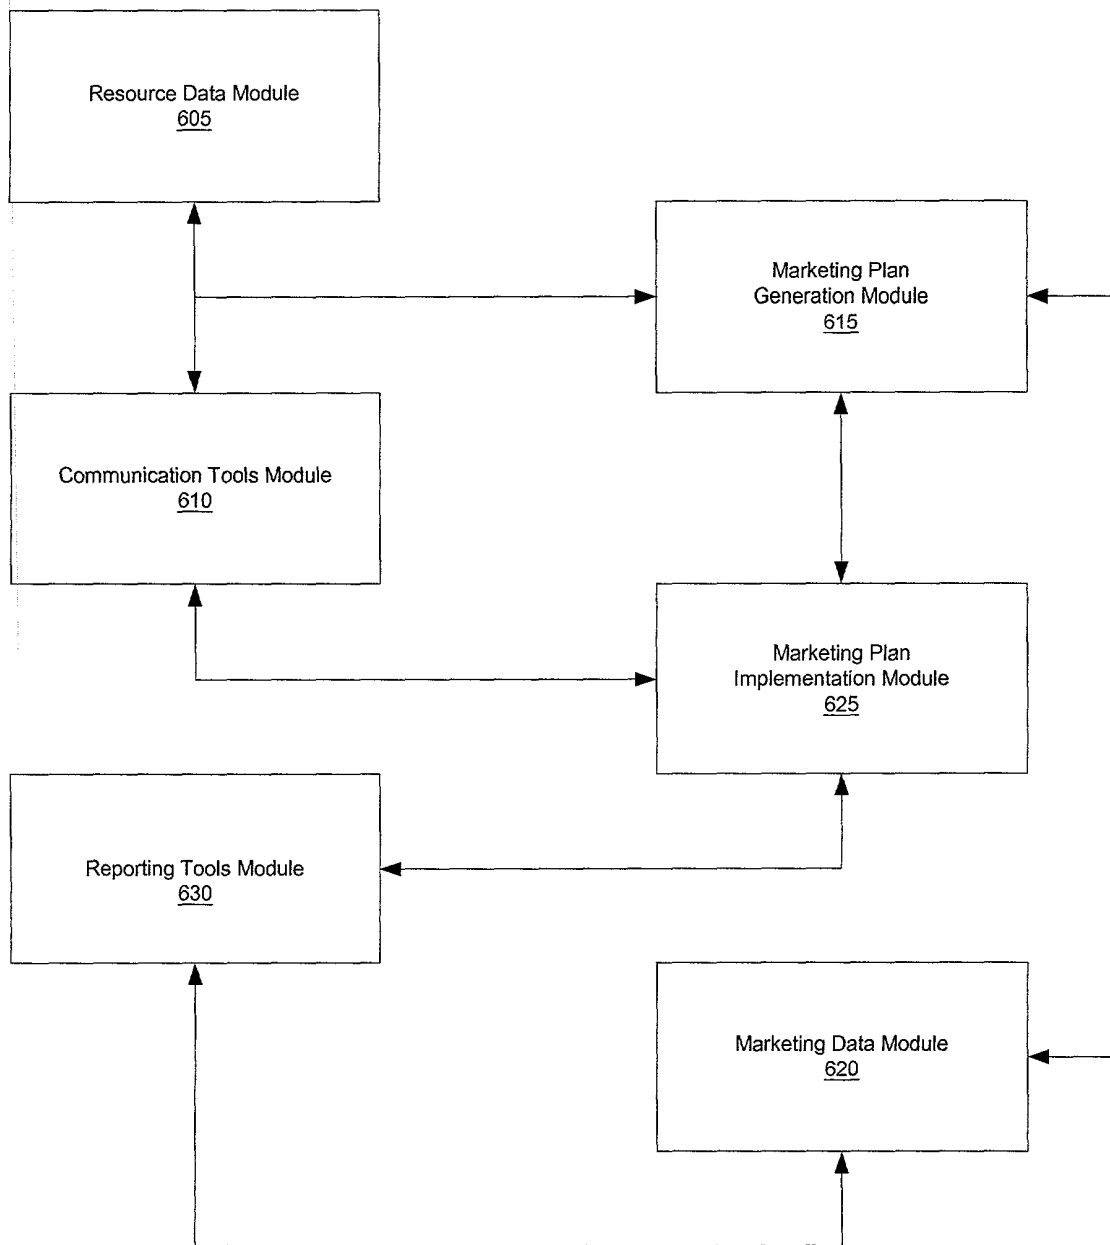 Resource Data Module
605
Marketing Plan
Generation Module
615
Communication Tools Module
610
Marketing Plan
Implementation Module
625
Reporting Tools Module
630
Marketing Data Module
620